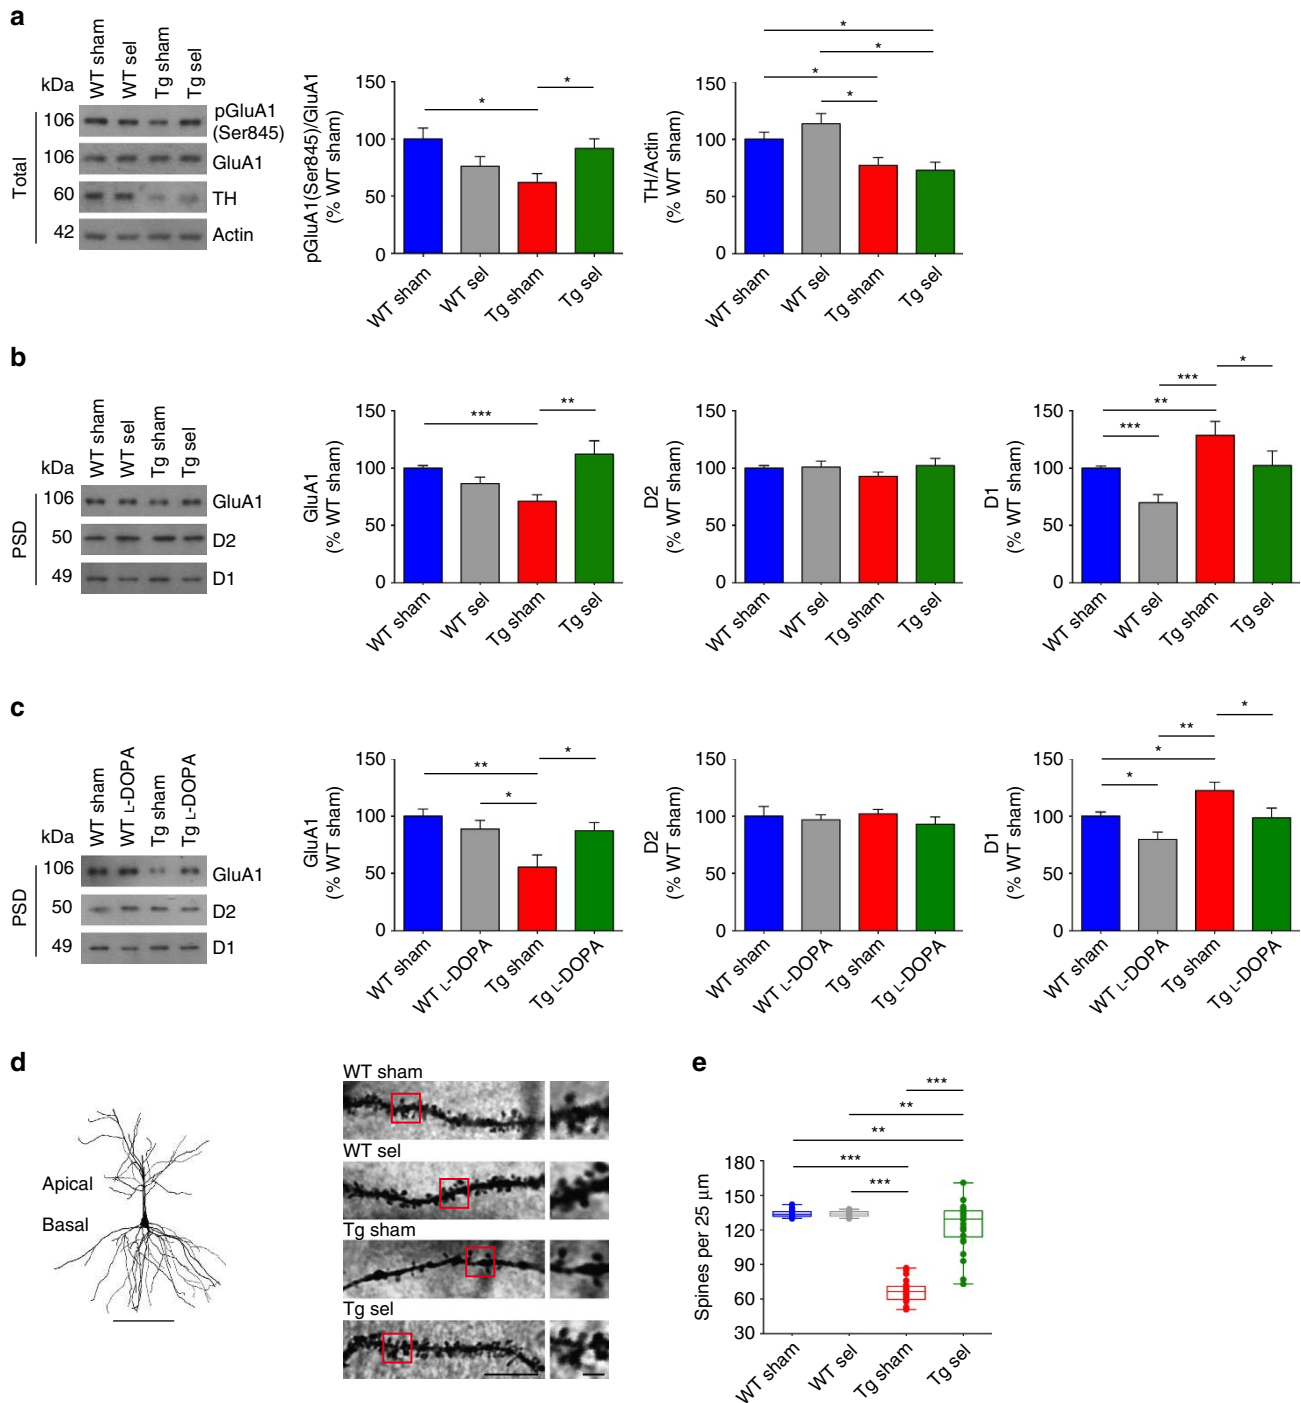 a
kDa
WT sham
WT sel
Tg sham
Tg sel
Total
106
pGluA1
(Ser845)
106
GluA1
60
TH
42
Actin
pGluA1(Ser845)/GluA1
(% WT sham)
150
100
50
0
*
*
WT sham
WT sel
Tg sham
Tg sel
TH/Actin
(% WT sham)
150
100
50
0
*
*
*
*
WT sham
WT sel
Tg sham
Tg sel
b
kDa
WT sham
WT sel
Tg sham
Tg sel
PSD
106
GluA1
50
D2
49
D1
GluA1
(% WT sham)
150
100
50
0
***
**
WT sham
WT sel
Tg sham
Tg sel
D2
(% WT sham)
150
100
50
0
WT sham
WT sel
Tg sham
Tg sel
D1
(% WT sham)
150
100
50
0
*
***
**
***
WT sham
WT sel
Tg sham
Tg sel
c
kDa
WT sham
WT L-DOPA
Tg sham
Tg L-DOPA
PSD
106
GluA1
50
D2
49
D1
GluA1
(% WT sham)
150
100
50
0
*
**
*
WT sham
WT L-DOPA
Tg sham
Tg L-DOPA
D2
(% WT sham)
150
100
50
0
WT sham
WT L-DOPA
Tg sham
Tg L-DOPA
D1
(% WT sham)
150
100
50
0
*
**
*
*
WT sham
WT L-DOPA
Tg sham
Tg L-DOPA
d
Apical
Basal
WT sham
WT sel
Tg sham
Tg sel
e
Spines per 25 μm
180
150
120
90
60
30
***
**
**
***
***
WT sham
WT sel
Tg sham
Tg sel